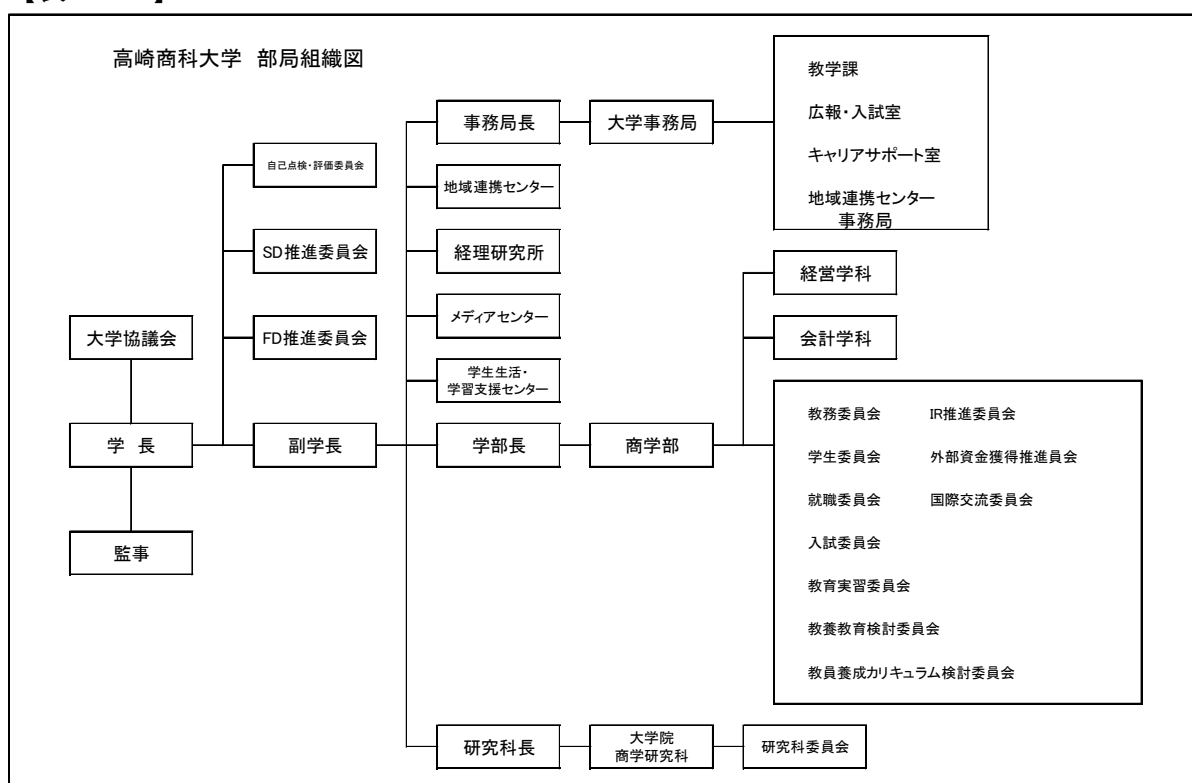 高崎商科大学 部局組織図
事務局長
大学事務局
教学課
広報・入試室
キャリアサポート室
地域連携センター
事務局
自己点検・評価委員会
地域連携センター
SD推進委員会
経理研究所
経営学科
大学協議会
FD推進委員会
メディアセンター
会計学科
学生生活・
学習支援センター
学 長
副学長
学部長
商学部
教務委員会 IR推進委員会
学生委員会 外部資金獲得推進員会
就職委員会 国際交流委員会
入試委員会
教育実習委員会
教養教育検討委員会
教員養成カリキュラム検討委員会
監事
研究科長
大学院
商学研究科
研究科委員会